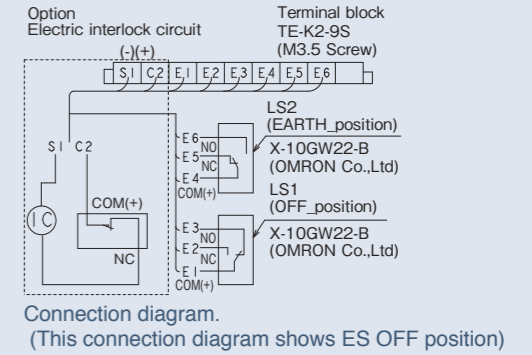 Option
Electric interlock circuit
(-)(+)
Terminal block
TE-K2-9S
(M3.5 Screw)
S1 C2 E1 E2 E3 E4 E5 E6
LS2
(EARTH_position)
X-10GW22-B
(OMRON Co.,Ltd)
E6
NO
E5
NC
E4
COM(+)
S1 C2
COM(+)
IC
NC
LS1
(OFF_position)
X-10GW22-B
(OMRON Co.,Ltd)
E3
NO
E2
NC
E1
COM(+)
Connection diagram.
(This connection diagram shows ES OFF position)